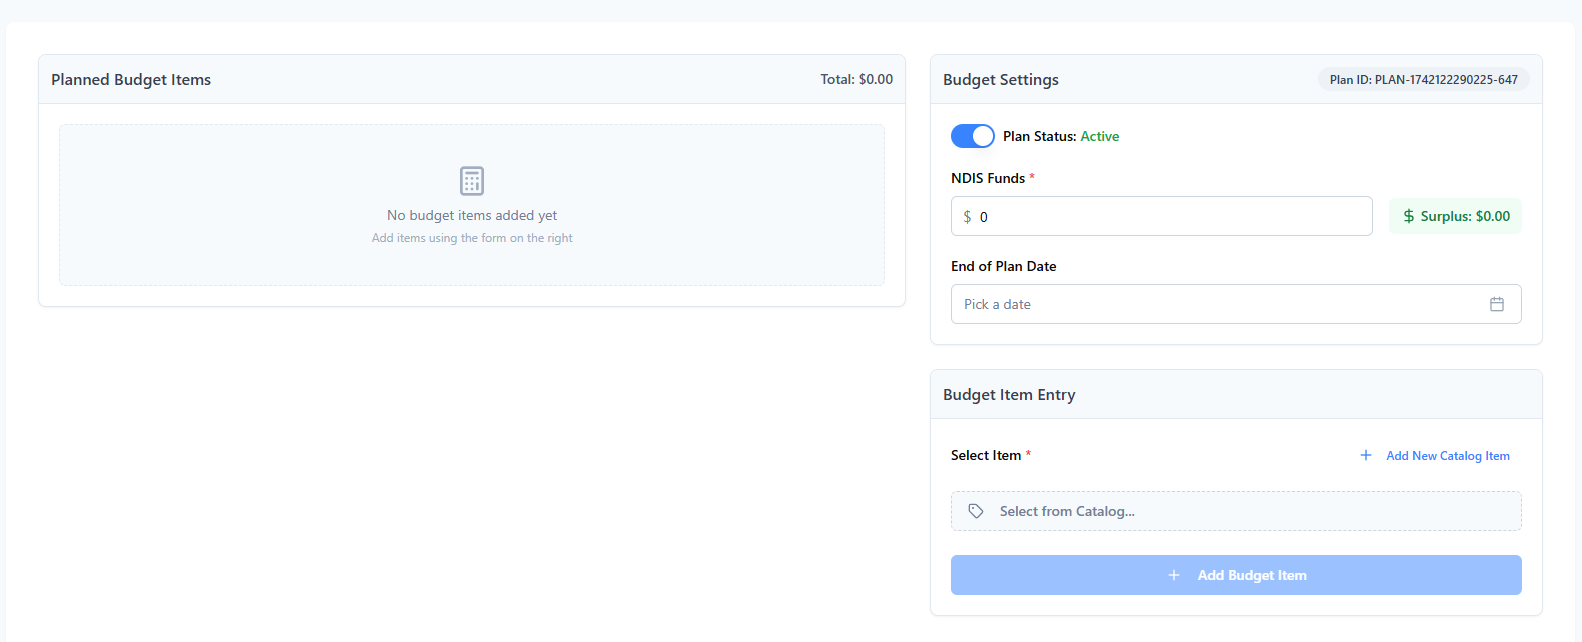 Planned Budget Items
Total: $0.00
No budget items added yet
Add items using the form on the right
Budget Settings
Plan ID: PLAN-1742122290225-647
Plan Status: Active
NDIS Funds *
$ 0
$ Surplus: $0.00
End of Plan Date
Pick a date
Budget Item Entry
Select Item *
+ Add New Catalog Item
Select from Catalog...
+ Add Budget Item